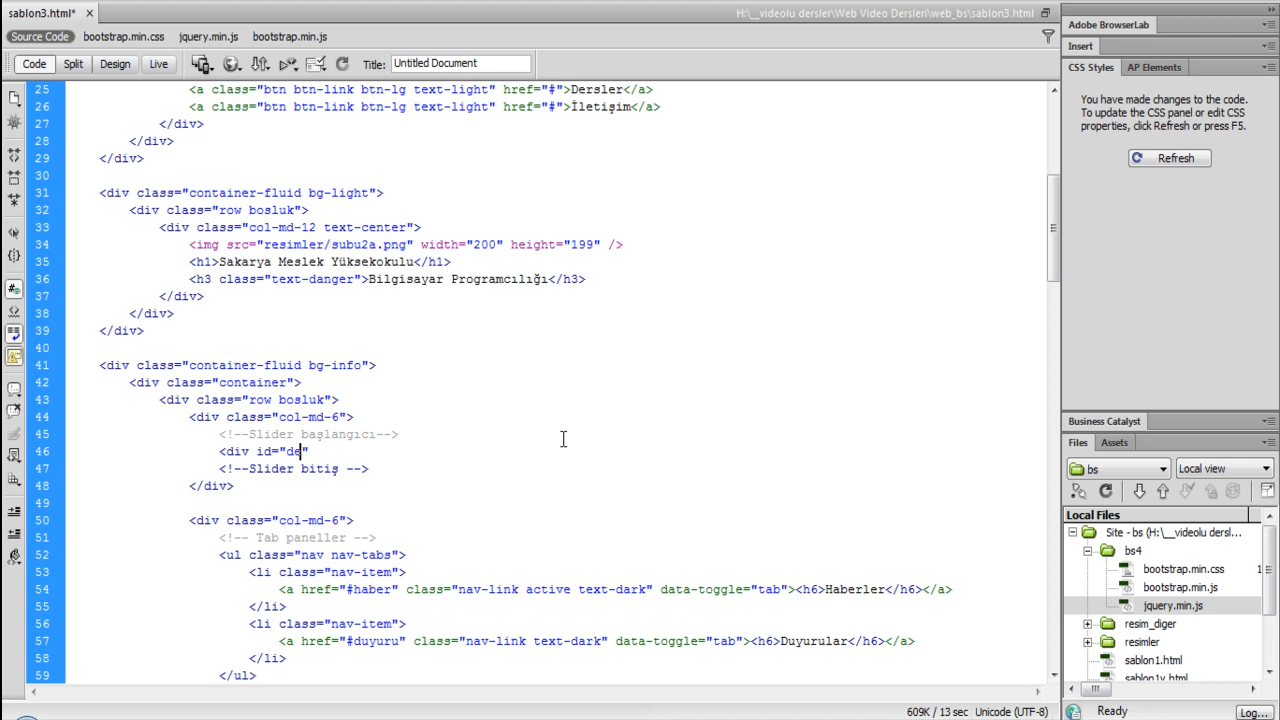 sablon3.html*
H:\__videolu dersler\Web Video Dersleri\web_bs\sablon3.html
Source Code bootstrap.min.css jquery.min.js bootstrap.min.js
Code Split Design Live Title: Untitled Document
25 <a class="btn btn-link btn-lg text-light" href="#">Dersler</a>
26 <a class="btn btn-link btn-lg text-light" href="#">İletişim</a>
27 </div>
28 </div>
29 </div>
30
31 <div class="container-fluid bg-light">
32 <div class="row bosluk">
33 <div class="col-md-12 text-center">
34 <img src="resimler/subu2a.png" width="200" height="199" />
35 <h1>Sakarya Meslek Yüksekokulu</h1>
36 <h3 class="text-danger">Bilgisayar Programcılığı</h3>
37 </div>
38 </div>
39 </div>
40
41 <div class="container-fluid bg-info">
42 <div class="container">
43 <div class="row bosluk">
44 <div class="col-md-6">
45 <!--Slider başlangıcı-->
46 <div id="de"
47 <!--Slider bitiş -->
48 </div>
49
50 <div class="col-md-6">
51 <!-- Tab paneller -->
52 <ul class="nav nav-tabs">
53 <li class="nav-item">
54 <a href="#haber" class="nav-link active text-dark" data-toggle="tab"><h6>Haberler</h6></a>
55 </li>
56 <li class="nav-item">
57 <a href="#duyuru" class="nav-link text-dark" data-toggle="tab"><h6>Duyurular</h6></a>
58 </li>
59 </ul>
609K / 13 sec Unicode (UTF-8)
Adobe BrowserLab
Insert
CSS Styles AP Elements
You have made changes to the code.
To update the CSS panel or edit CSS
properties, click Refresh or press F5.
Refresh
Business Catalyst
Files Assets
bs Local view
Local Files
Site - bs (H:\__videolu dersl...
bs4
bootstrap.min.css 1
bootstrap.min.js
jquery.min.js
resim_diger
resimler
sablon1.html
sablon1y.html
Ready Log...